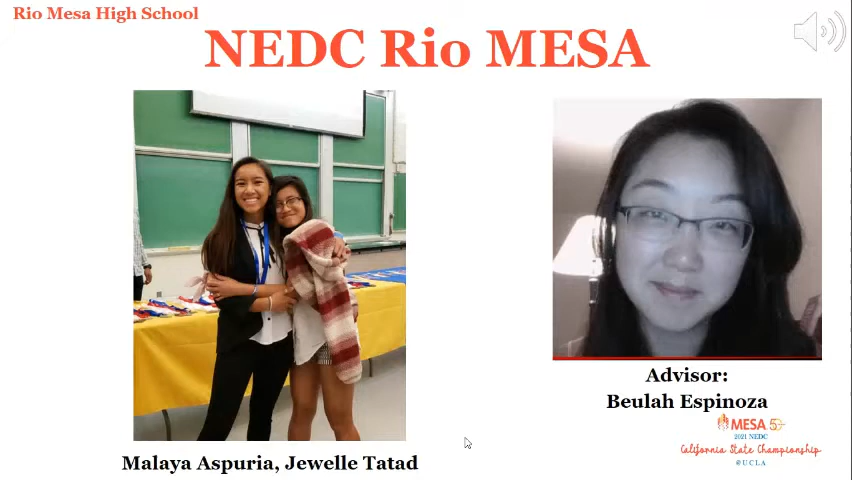 Rio Mesa High School
NEDC Rio MESA
Advisor:
Beulah Espinoza
MESA 50
2021 NEDC
California State Championship
@UCLA
Malaya Aspuria, Jewelle Tatad